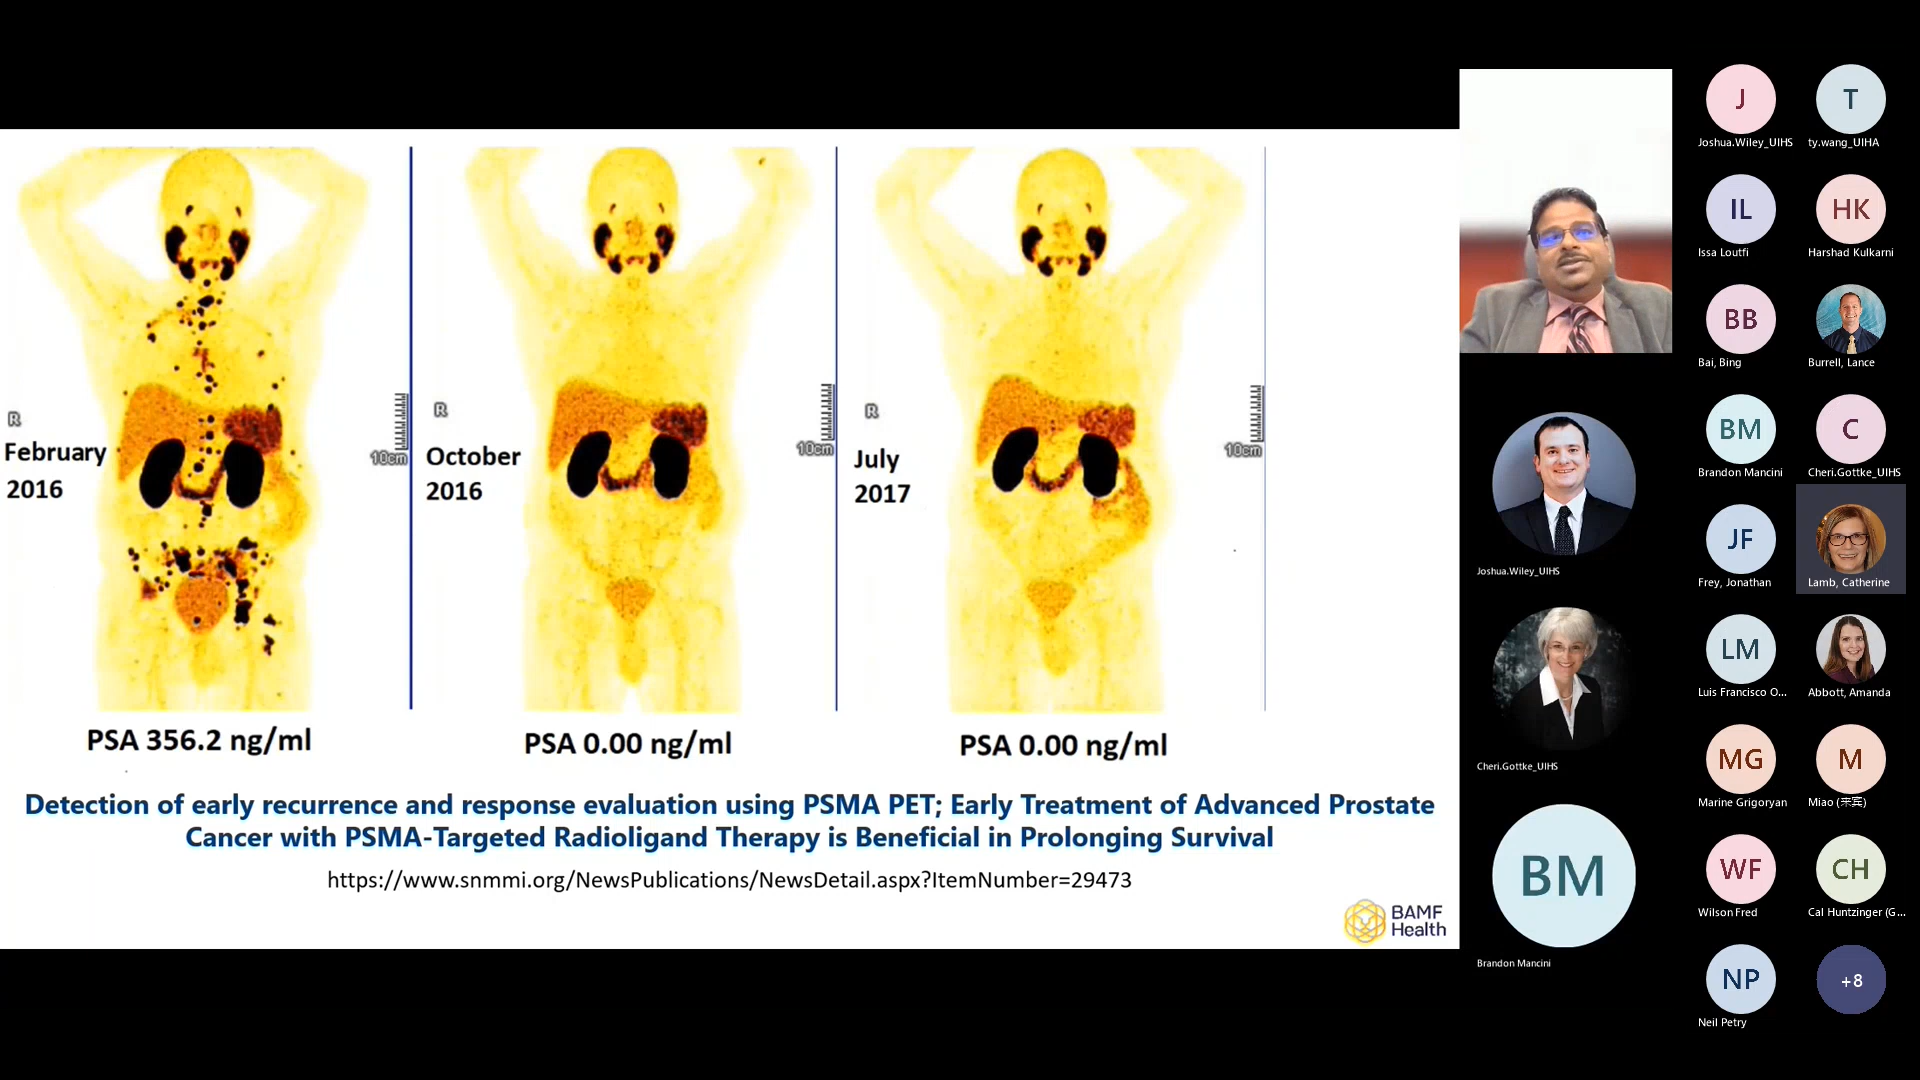 R
February
2016
10cm
PSA 356.2 ng/ml
R
October
2016
10cm
PSA 0.00 ng/ml
R
July
2017
10cm
PSA 0.00 ng/ml
Detection of early recurrence and response evaluation using PSMA PET; Early Treatment of Advanced Prostate
Cancer with PSMA-Targeted Radioligand Therapy is Beneficial in Prolonging Survival
https://www.snmmi.org/NewsPublications/NewsDetail.aspx?ItemNumber=29473
BAMF
Health
Joshua.Wiley_UIHS
Cheri.Gottke_UIHS
BM
Brandon Mancini
J
Joshua.Wiley_UIHS
T
ty.wang_UIHA
IL
Issa Loutfi
HK
Harshad Kulkarni
BB
Bai, Bing
Burrell, Lance
BM
Brandon Mancini
C
Cheri.Gottke_UIHS
JF
Frey, Jonathan
Lamb, Catherine
LM
Luis Francisco O...
Abbott, Amanda
MG
Marine Grigoryan
M
Miao (来宾)
WF
Wilson Fred
CH
Cal Huntzinger (G...
NP
Neil Petry
+8